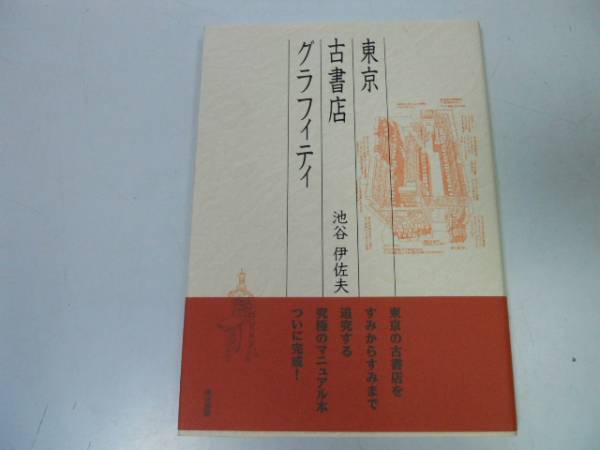 東京
古書店
グラフィティ
池谷 伊佐夫
東京の古書店を
すみからすみまで
追究する
究極のマニュアル本
ついに完成!